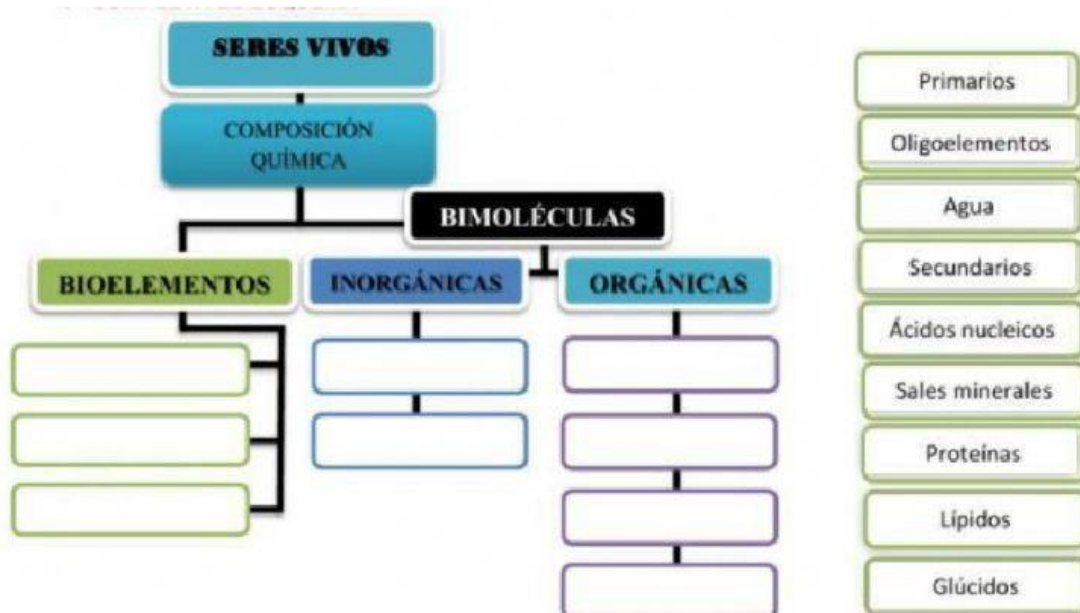 SERES VIVOS
COMPOSICIÓN
QUÍMICA
BIMOLÉCULAS
BIOELEMENTOS
INORGÁNICAS
ORGÁNICAS
Primarios
Oligoelementos
Agua
Secundarios
Ácidos nucleicos
Sales minerales
Proteínas
Lípidos
Glúcidos